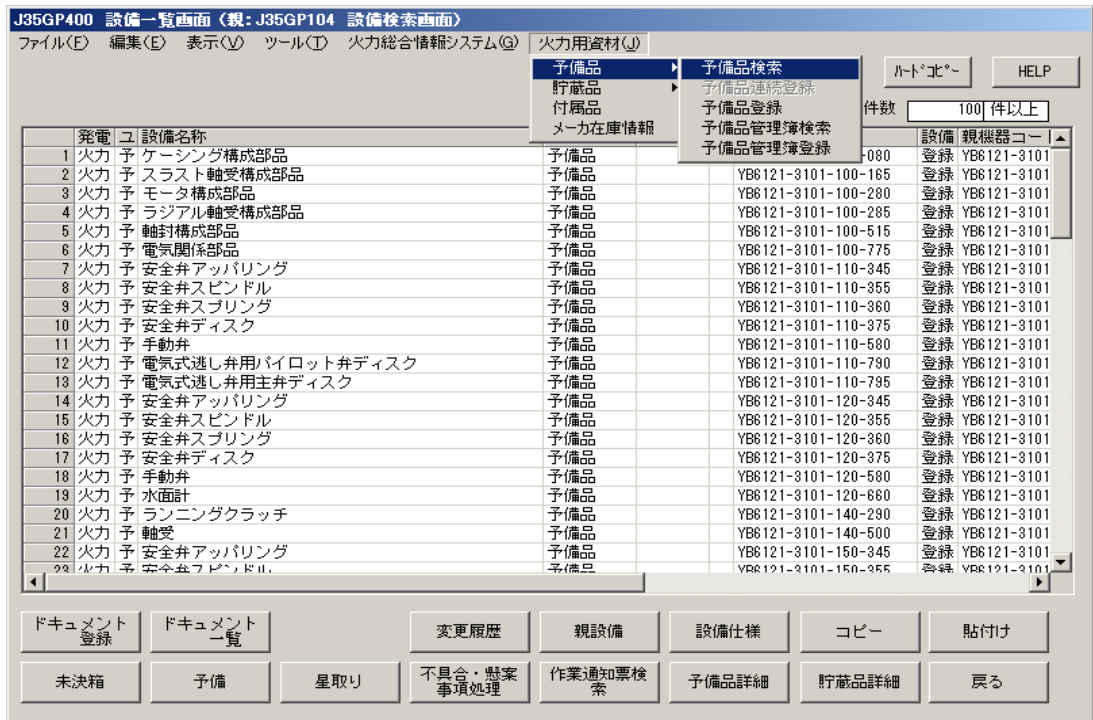 J35GP400 設備一覧画面（親：J35GP104 設備検索画面）
ファイル(F) 編集(E) 表示(V) ツール(T) 火力総合情報システム(G) 火力用資材(J)
予備品 予備品検索
貯蔵品 予備品連続登録
付属品 予備品登録
メーカ在庫情報 予備品管理簿検索
予備品管理簿登録
ﾊｰﾄﾞｺﾋﾟｰ HELP
件数 100 件以上
発電 ユ 設備名称 設備 親機器コー
1 火力 予 ケーシング構成部品 予備品 -080 登録 YB6121-3101
2 火力 予 スラスト軸受構成部品 予備品 YB6121-3101-100-165 登録 YB6121-3101
3 火力 予 モータ構成部品 予備品 YB6121-3101-100-280 登録 YB6121-3101
4 火力 予 ラジアル軸受構成部品 予備品 YB6121-3101-100-285 登録 YB6121-3101
5 火力 予 軸封構成部品 予備品 YB6121-3101-100-515 登録 YB6121-3101
6 火力 予 電気関係部品 予備品 YB6121-3101-100-775 登録 YB6121-3101
7 火力 予 安全弁アッパリング 予備品 YB6121-3101-110-345 登録 YB6121-3101
8 火力 予 安全弁スピンドル 予備品 YB6121-3101-110-355 登録 YB6121-3101
9 火力 予 安全弁スプリング 予備品 YB6121-3101-110-360 登録 YB6121-3101
10 火力 予 安全弁ディスク 予備品 YB6121-3101-110-375 登録 YB6121-3101
11 火力 予 手動弁 予備品 YB6121-3101-110-580 登録 YB6121-3101
12 火力 予 電気式逃し弁用パイロット弁ディスク 予備品 YB6121-3101-110-790 登録 YB6121-3101
13 火力 予 電気式逃し弁用主弁ディスク 予備品 YB6121-3101-110-795 登録 YB6121-3101
14 火力 予 安全弁アッパリング 予備品 YB6121-3101-120-345 登録 YB6121-3101
15 火力 予 安全弁スピンドル 予備品 YB6121-3101-120-355 登録 YB6121-3101
16 火力 予 安全弁スプリング 予備品 YB6121-3101-120-360 登録 YB6121-3101
17 火力 予 安全弁ディスク 予備品 YB6121-3101-120-375 登録 YB6121-3101
18 火力 予 手動弁 予備品 YB6121-3101-120-580 登録 YB6121-3101
19 火力 予 水面計 予備品 YB6121-3101-120-660 登録 YB6121-3101
20 火力 予 ランニングクラッチ 予備品 YB6121-3101-140-290 登録 YB6121-3101
21 火力 予 軸受 予備品 YB6121-3101-140-500 登録 YB6121-3101
22 火力 予 安全弁アッパリング 予備品 YB6121-3101-150-345 登録 YB6121-3101
23 火力 予 安全弁スピンドル 予備品 YB6121-3101-150-355 登録 YB6121-3101
ドキュメント登録 ドキュメント一覧 変更履歴 親設備 設備仕様 コピー 貼付け
未決箱 予備 星取り 不具合・懸案事項処理 作業通知票検索 予備品詳細 貯蔵品詳細 戻る